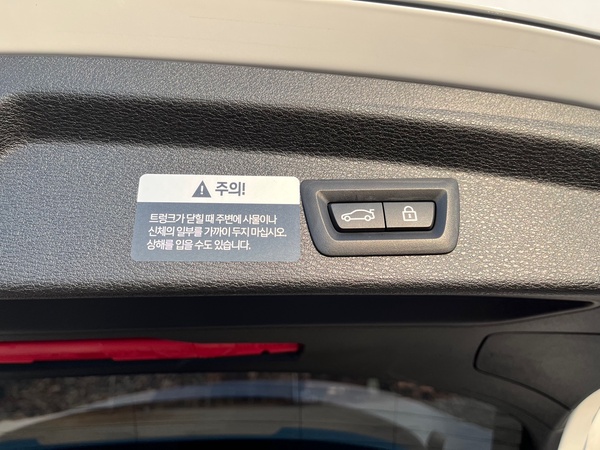 주의!
트렁크가 닫힐 때 주변에 사물이나
신체의 일부를 가까이 두지 마십시오.
상해를 입을 수도 있습니다.